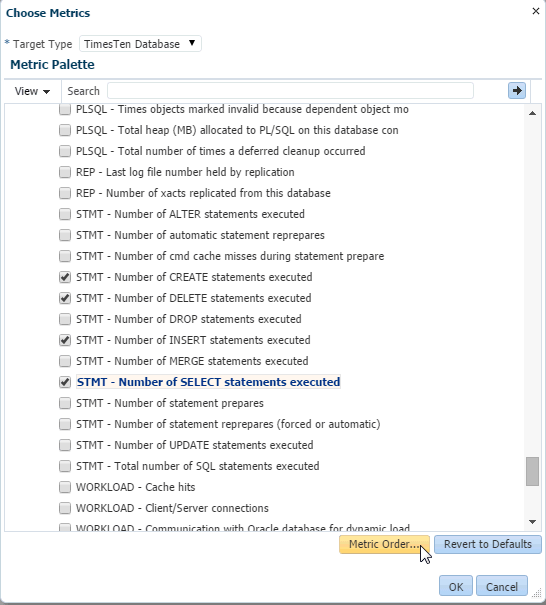 Choose Metrics
* Target Type TimesTen Database
Metric Palette
View Search
PLSQL - Times objects marked invalid because dependent object mo
PLSQL - Total heap (MB) allocated to PL/SQL on this database con
PLSQL - Total number of times a deferred cleanup occurred
REP - Last log file number held by replication
REP - Number of xacts replicated from this database
STMT - Number of ALTER statements executed
STMT - Number of automatic statement reprepares
STMT - Number of cmd cache misses during statement prepare
STMT - Number of CREATE statements executed
STMT - Number of DELETE statements executed
STMT - Number of DROP statements executed
STMT - Number of INSERT statements executed
STMT - Number of MERGE statements executed
STMT - Number of SELECT statements executed
STMT - Number of statement prepares
STMT - Number of statement reprepares (forced or automatic)
STMT - Number of UPDATE statements executed
STMT - Total number of SQL statements executed
WORKLOAD - Cache hits
WORKLOAD - Client/Server connections
WORKLOAD - Communication with Oracle database for dynamic load
Metric Order... Revert to Defaults
OK Cancel